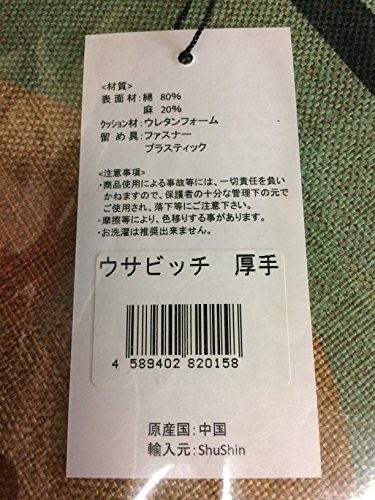 <材質>
表面材:綿 80%
麻 20%
クッション材:ウレタンフォーム
留め具:ファスナー
プラスティック
<注意事項>
・商品使用による事故等には、一切責任を負い
かねますので、保護者の十分な管理下の元で
ご使用され、落下等にご注意下さい。
・摩擦等により、色移りする事があります。
・お洗濯は推奨出来ません。
ウサビッチ 厚手
4 589402 820158
原産国:中国
輸入元:ShuShin